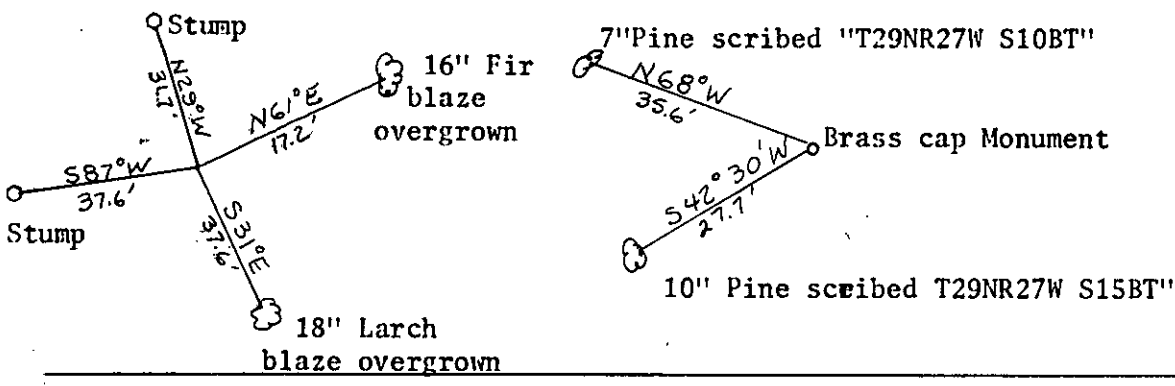 Stump
N29°W
31.7'
N61°E
17.2'
16" Fir
blaze
overgrown
S87°W
37.6'
Stump
S31°E
37.6'
18" Larch
blaze overgrown
7"Pine scribed "T29NR27W S10BT"
N68°W
35.6'
Brass cap Monument
S42°30'W
27.7'
10" Pine scribed T29NR27W S15BT"